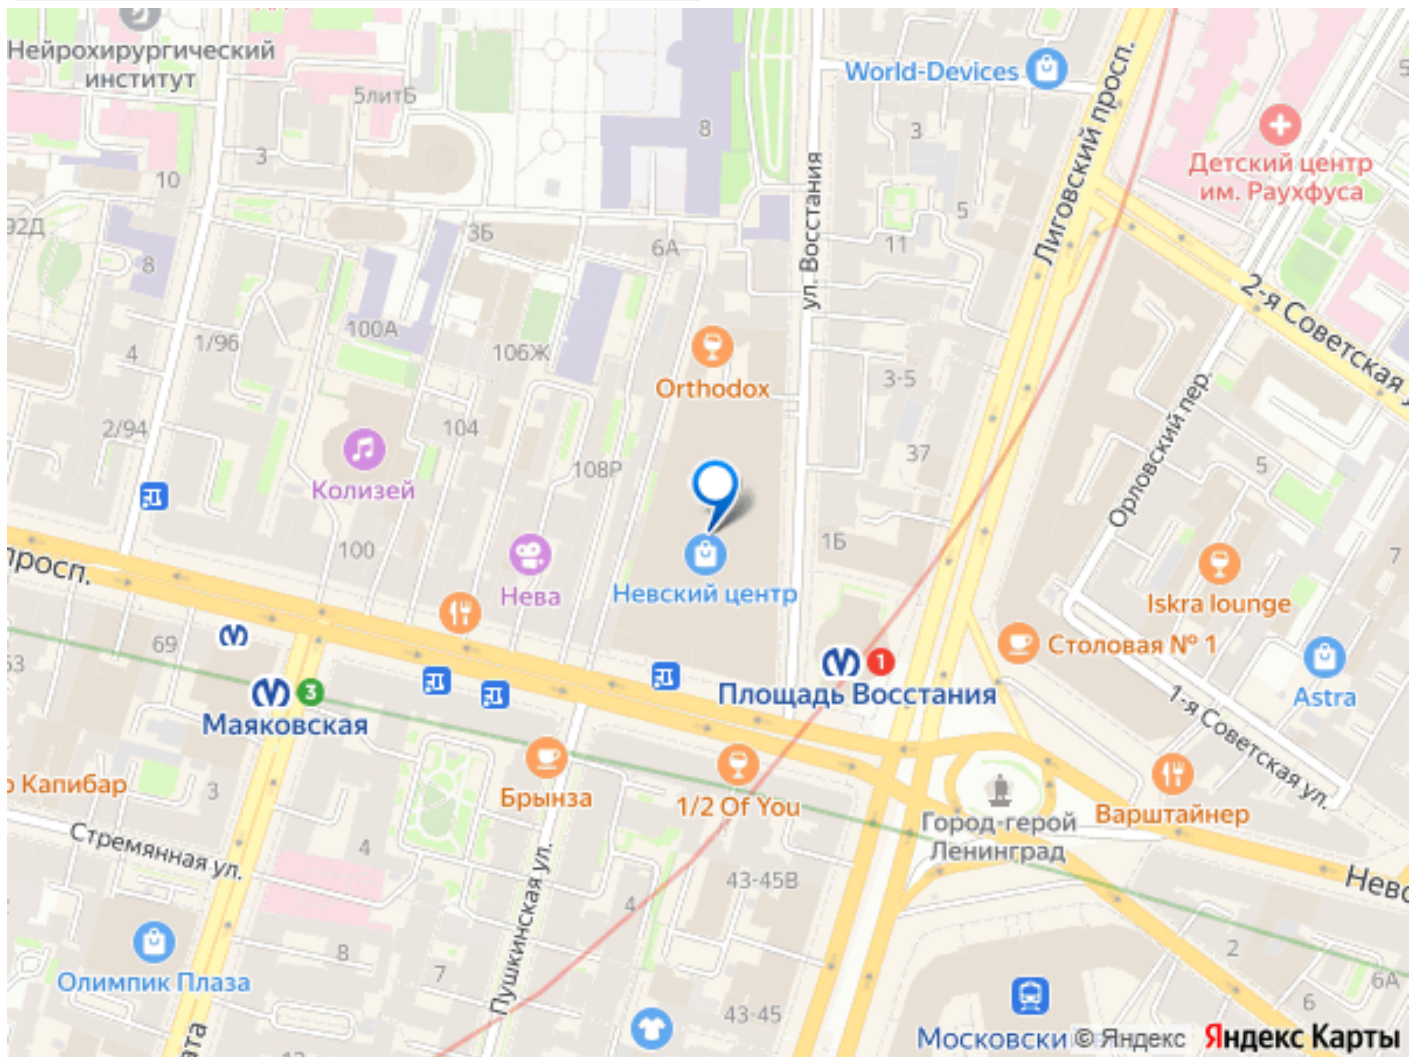 Нейрохирургический
институт
5литБ
8
World-Devices
3
Лиговский просп.
5
Детский центр
им. Раухфуса
3
10
92Д
8
3Б
6А
ул. Восстания
5
11
2-я Советская у
1/96
100А
106Ж
4
Orthodox
3-5
Орловский пер.
2/94
104
37
108Р
5
Колизей
100
1Б
7
просп.
Нева
Невский центр
Iskra lounge
69
53
1
Столовая № 1
3
Площадь Восстания
Astra
Маяковская
1-я Советская ул.
о Капибар
3
Брынза
1/2 Of You
Варштайнер
Город-герой
Ленинград
Стремянная ул.
4
43-45В
Невс
Пушкинская ул.
4
8
7
2
6А
Олимпик Плаза
43-45
6
ата
Московски
© Яндекс
Яндекс Карты